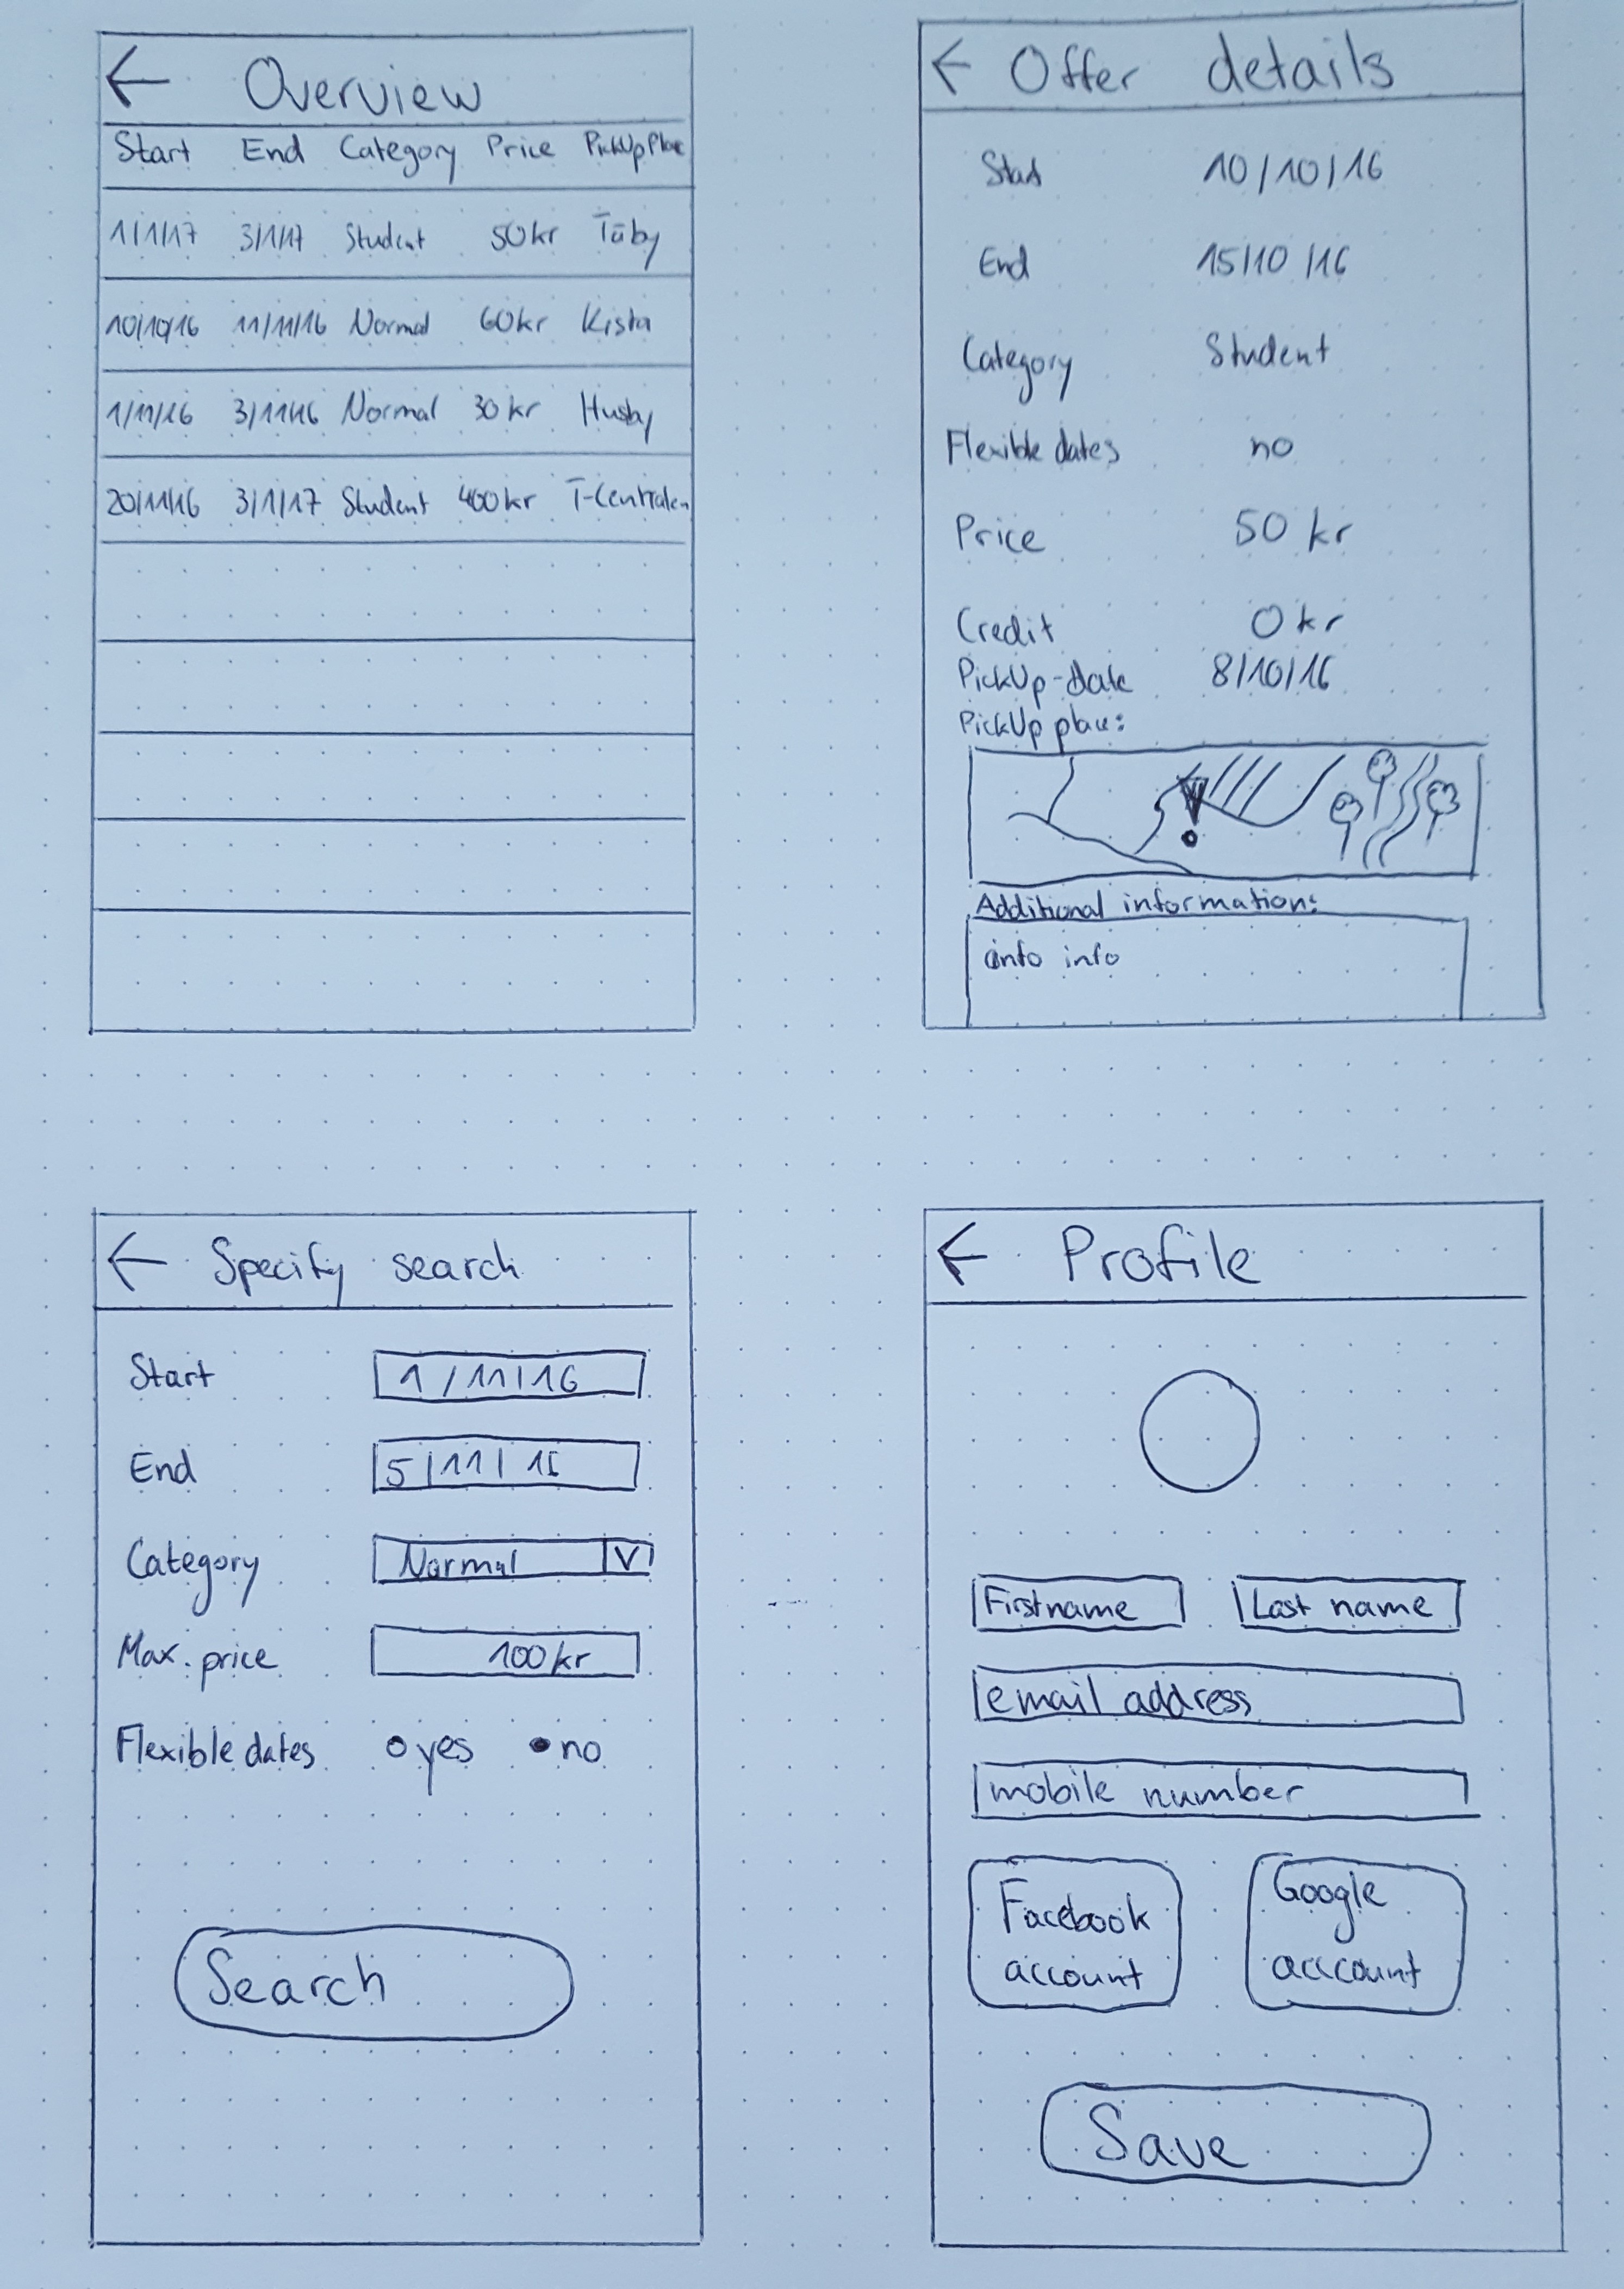 ← Overview
Start End Category Price PickUp Place
1/1/17 3/1/17 Student 50kr Täby
10/10/16 11/11/16 Normal 60kr Kista
1/11/16 3/11/16 Normal 30kr Husby
20/11/16 3/1/17 Student 400kr T-Centralen
← Offer details
Start 10/10/16
End 15/10/16
Category Student
Flexible dates no
Price 50 kr
Credit 0 kr
PickUp-date 8/10/16
PickUp place:
Additional information:
info
← Specify search
Start 1/11/16
End 5/11/16
Category Normal V
Max. price 100kr
Flexible dates yes no
Search
← Profile
Firstname Last name
email address
mobile number
Facebook
account
Google
account
Save